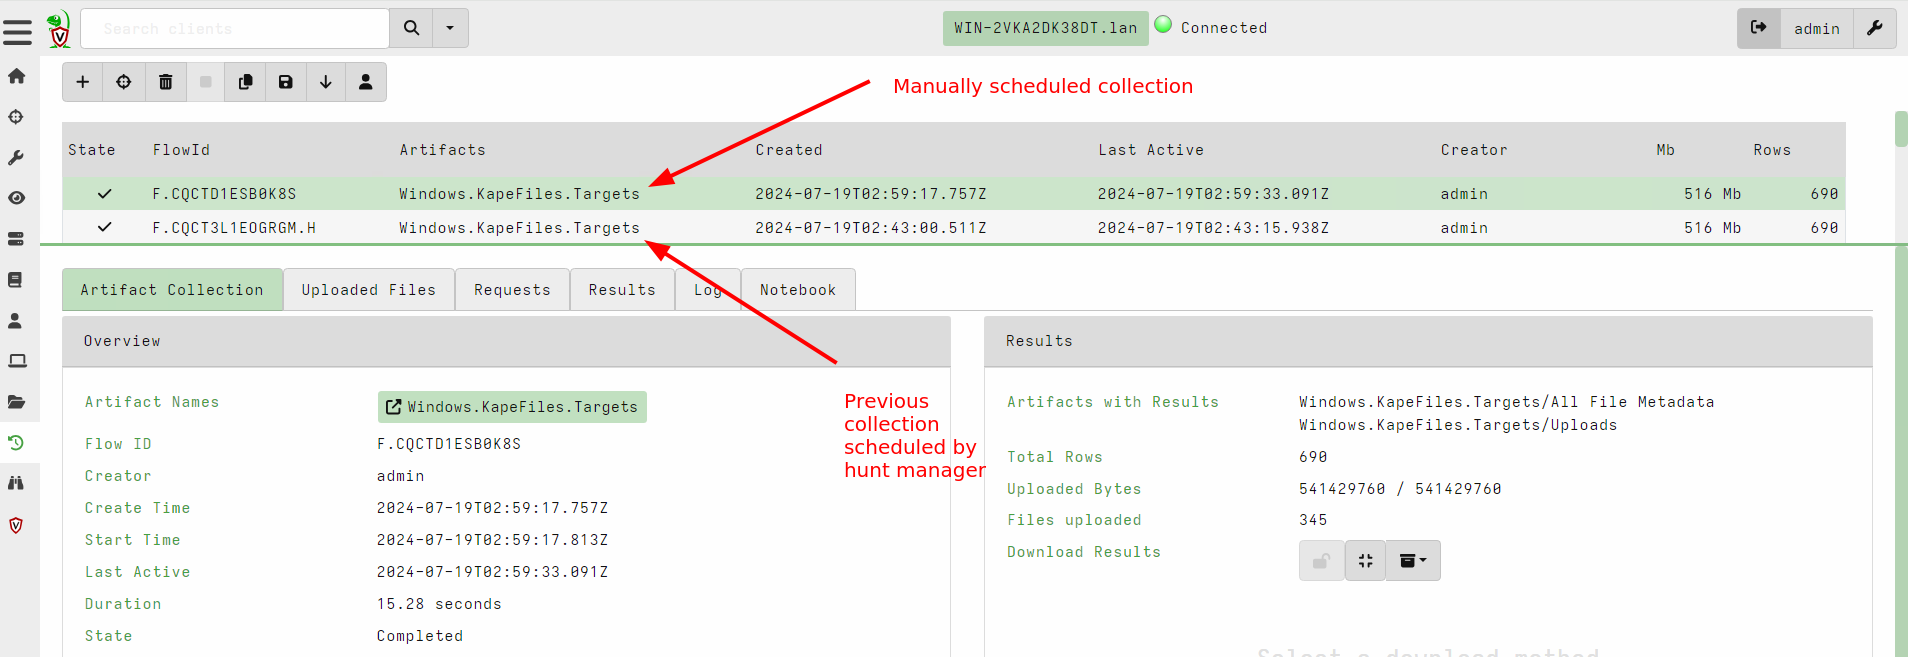 Search clients
WIN-2VKA2DK38DT.lan Connected
admin
Manually scheduled collection
State FlowId Artifacts Created Last Active Creator Mb Rows
F.CQCTD1ESB0K8S Windows.KapeFiles.Targets 2024-07-19T02:59:17.757Z 2024-07-19T02:59:33.091Z admin 516 Mb 690
F.CQCT3L1EOGRGM.H Windows.KapeFiles.Targets 2024-07-19T02:43:00.511Z 2024-07-19T02:43:15.938Z admin 516 Mb 690
Artifact Collection Uploaded Files Requests Results Log Notebook
Overview
Artifact Names Windows.KapeFiles.Targets
Flow ID F.CQCTD1ESB0K8S
Creator admin
Create Time 2024-07-19T02:59:17.757Z
Start Time 2024-07-19T02:59:17.813Z
Last Active 2024-07-19T02:59:33.091Z
Duration 15.28 seconds
State Completed
Previous
collection
scheduled by
hunt manager
Results
Artifacts with Results Windows.KapeFiles.Targets/All File Metadata
Windows.KapeFiles.Targets/Uploads
Total Rows 690
Uploaded Bytes 541429760 / 541429760
Files uploaded 345
Download Results
Select a download method